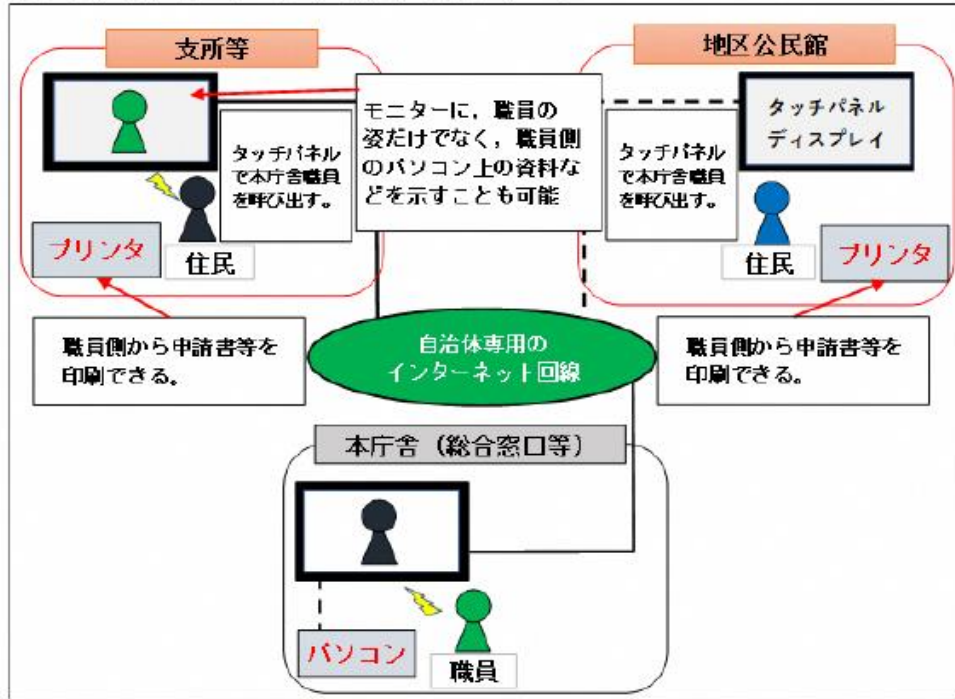 支所等
地区公民館
モニターに，職員の
姿だけでなく，職員側
のパソコン上の資料な
どを示すことも可能
タッチパネル
で本庁舎職員
を呼び出す。
タッチパネル
で本庁舎職員
を呼び出す。
タッチパネル
ディスプレイ
プリンタ
住民
住民
プリンタ
職員側から申請書等を
印刷できる。
自治体専用の
インターネット回線
職員側から申請書等を
印刷できる。
本庁舎（総合窓口等）
パソコン
職員